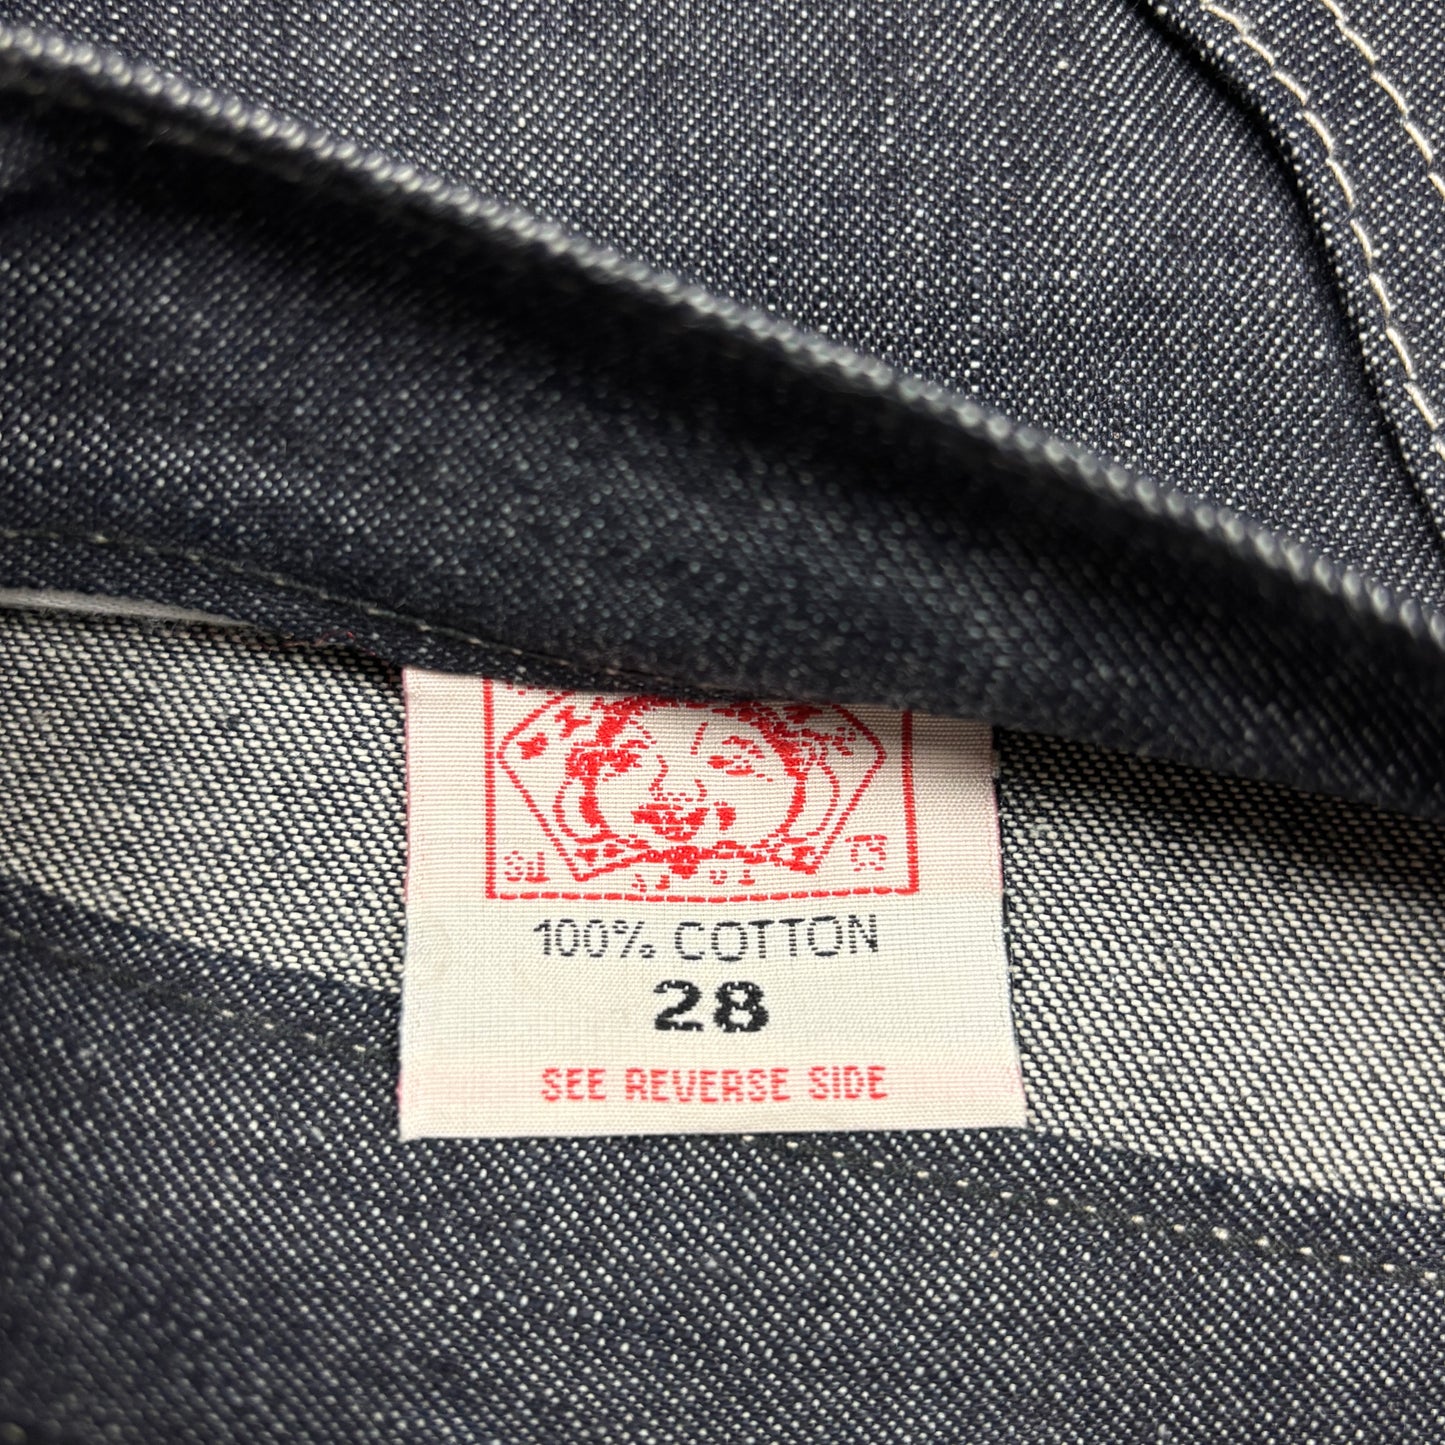 100% COTTON
28
SEE REVERSE SIDE